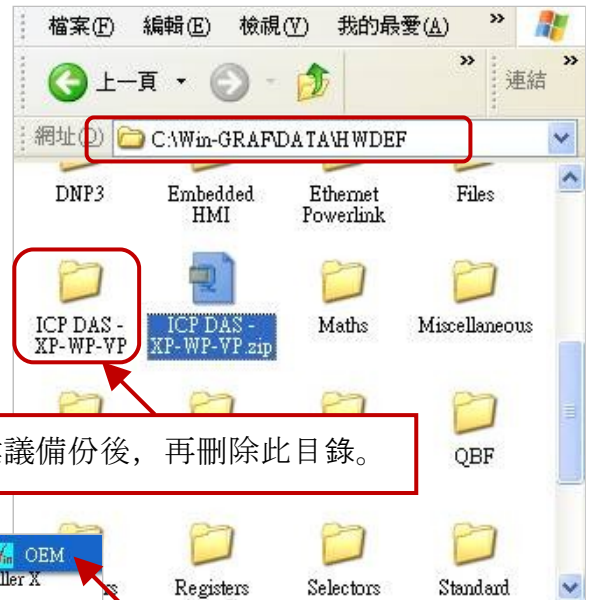 檔案(F) 編輯(E) 檢視(V) 我的最愛(A) »
上一頁 » 連結 »
網址(D) C:\Win-GRAF\DATA\HWDEF
DNP3 Embedded HMI Ethernet Powerlink Files
ICP DAS - XP-WP-VP ICP DAS - XP-WP-VP.zip Maths Miscellaneous
議備份後，再刪除此目錄。
QBF
OEM
Registers Selectors Standard